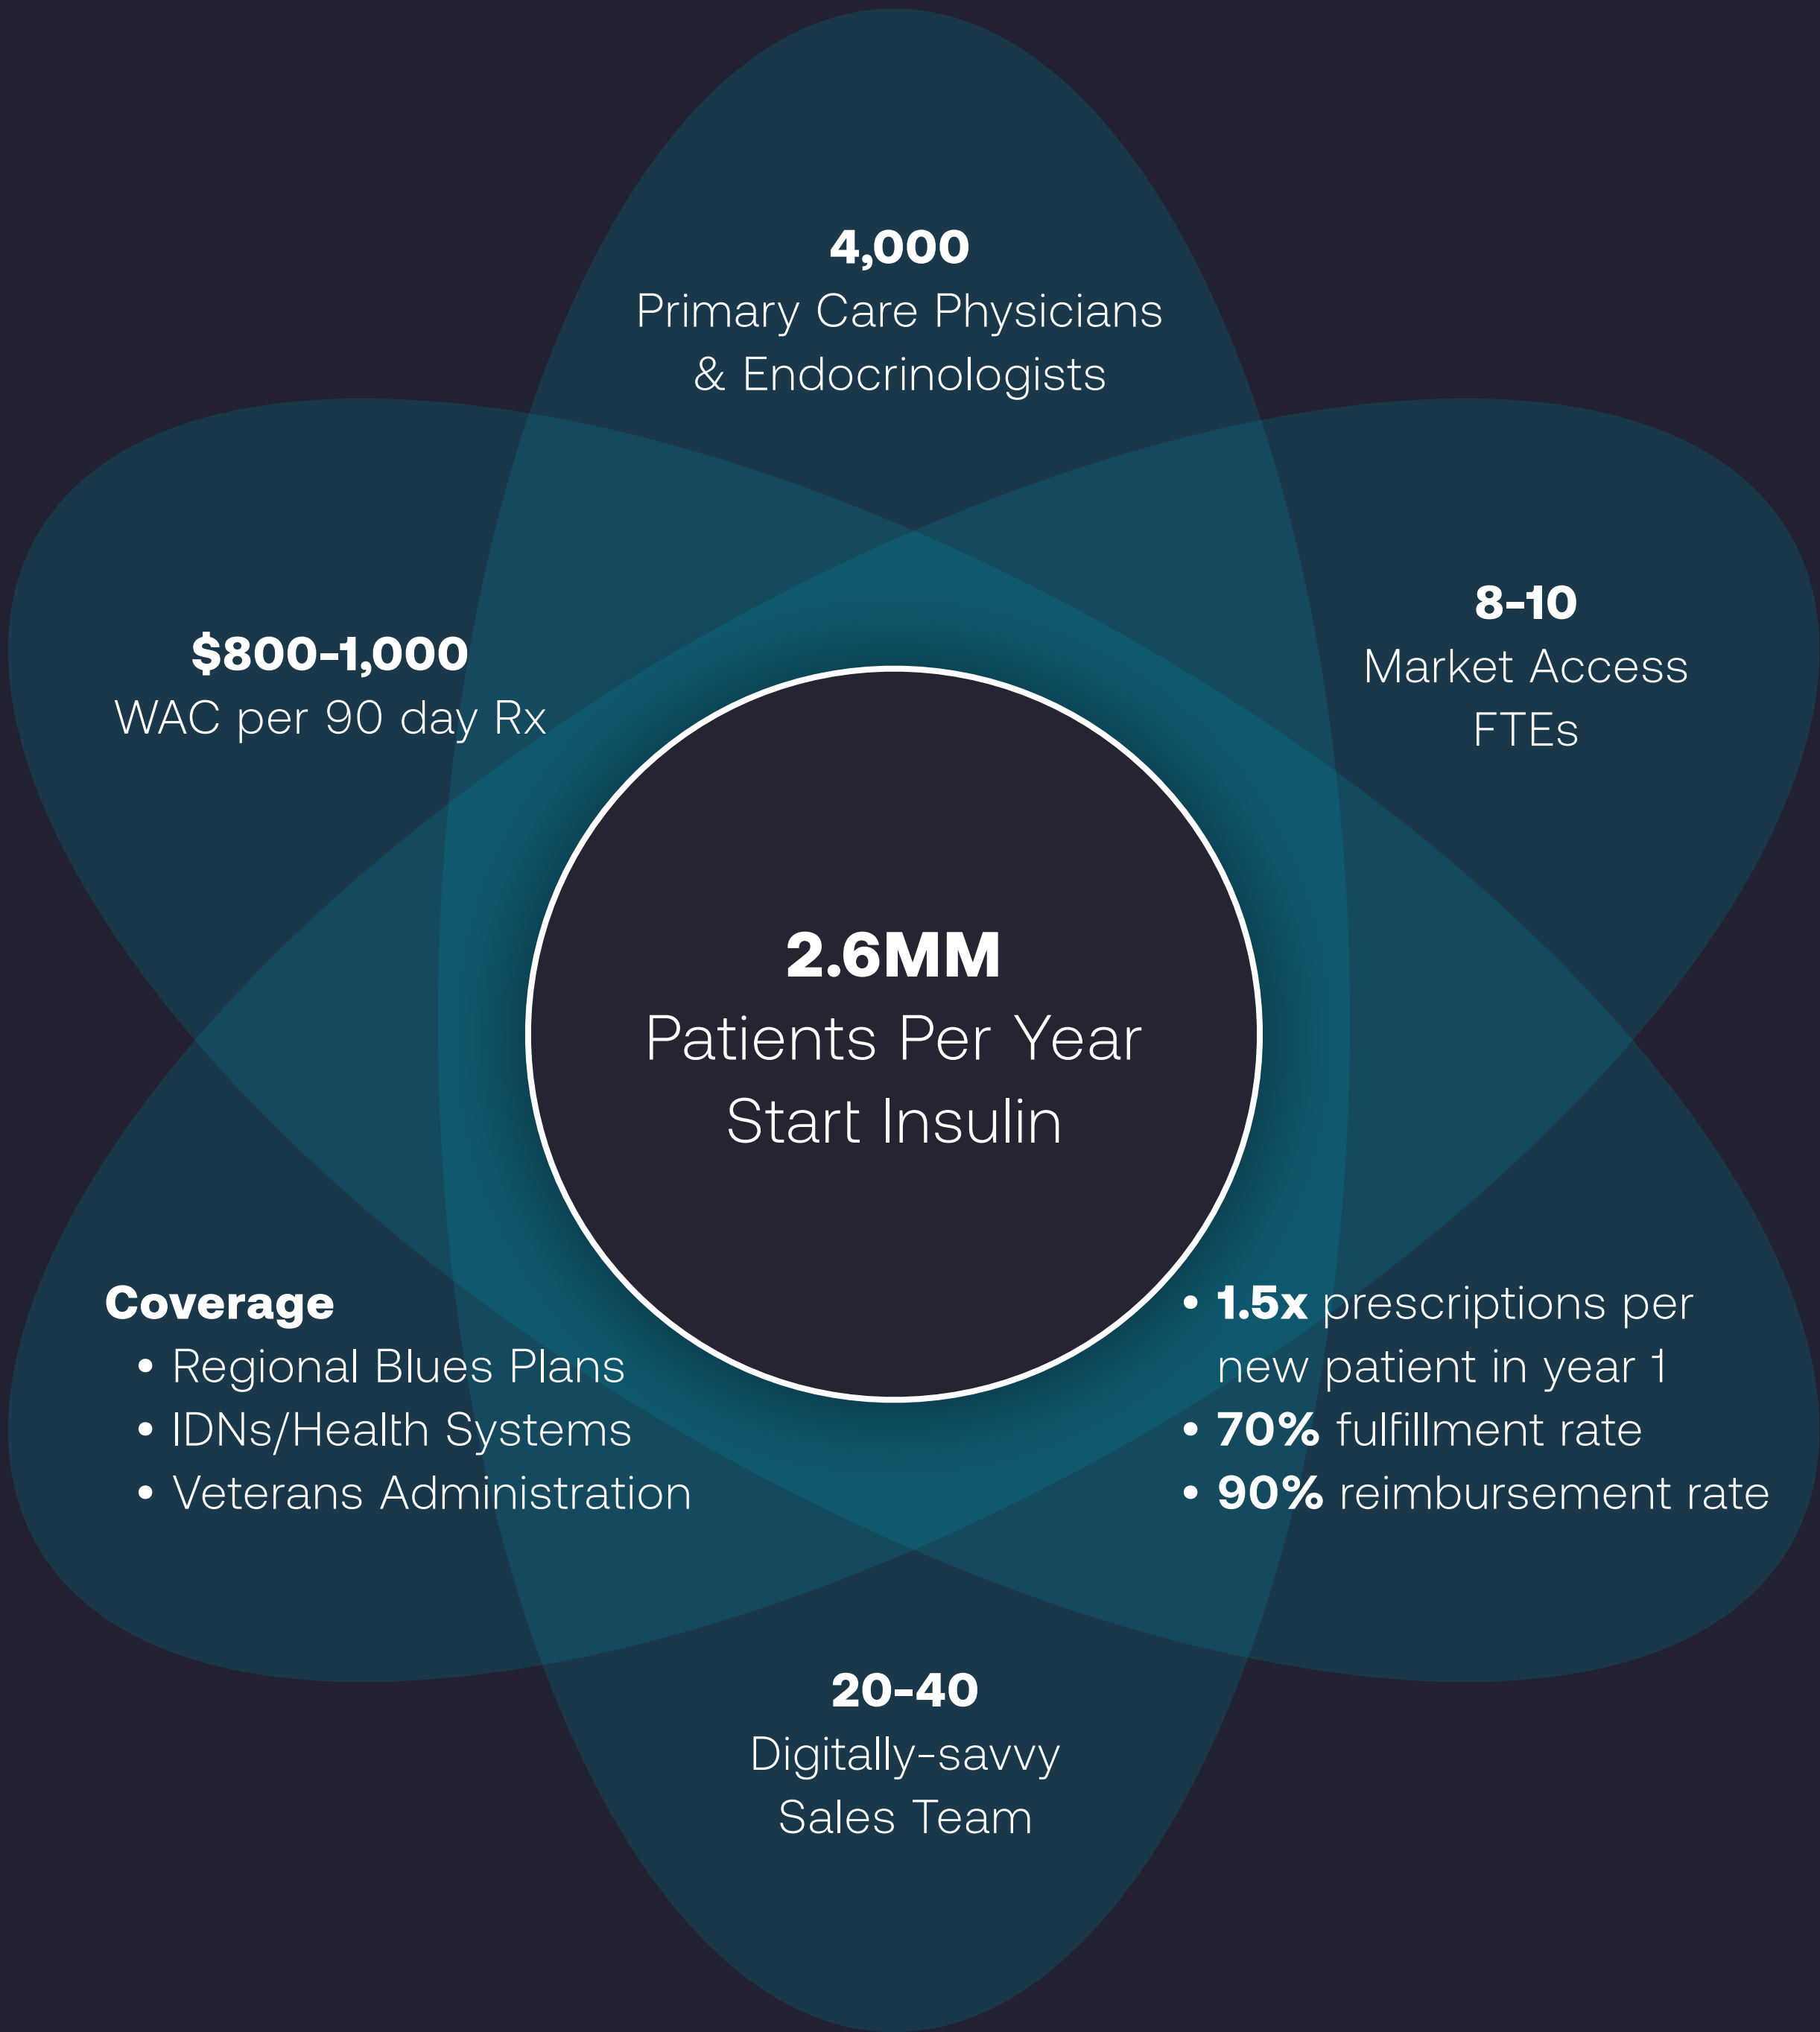 4,000
Primary Care Physicians
& Endocrinologists
$800-1,000
WAC per 90 day Rx
8-10
Market Access
FTEs
2.6MM
Patients Per Year
Start Insulin
Coverage
• Regional Blues Plans
• IDNs/Health Systems
• Veterans Administration
• 1.5x prescriptions per
new patient in year 1
• 70% fulfillment rate
• 90% reimbursement rate
20-40
Digitally-savvy
Sales Team